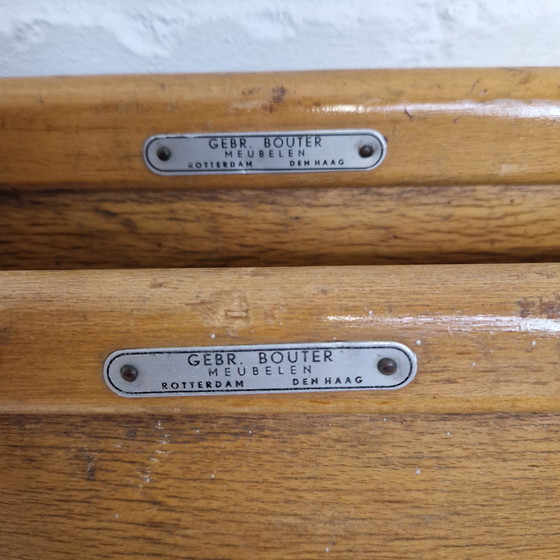 GEBR. BOUTER
MEUBELEN
ROTTERDAM DEN HAAG
GEBR. BOUTER
MEUBELEN
ROTTERDAM DEN HAAG